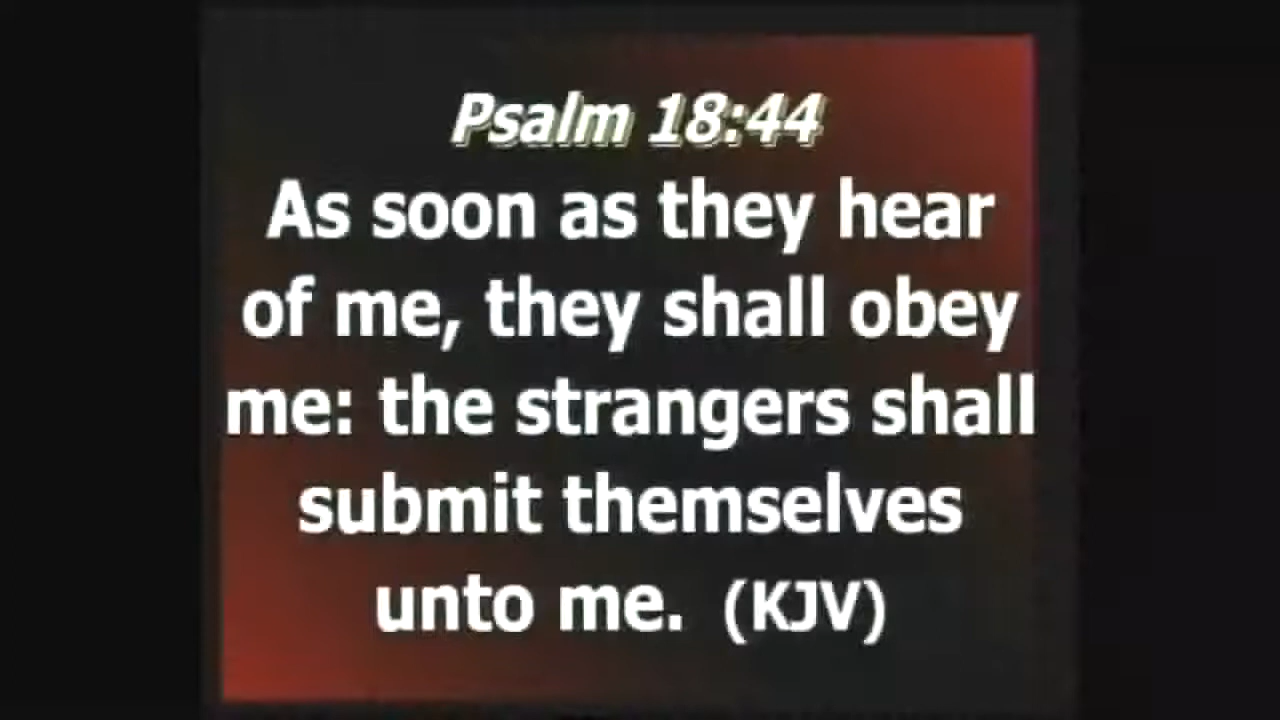 Psalm 18:44
As soon as they hear
of me, they shall obey
me: the strangers shall
submit themselves
unto me. (KJV)